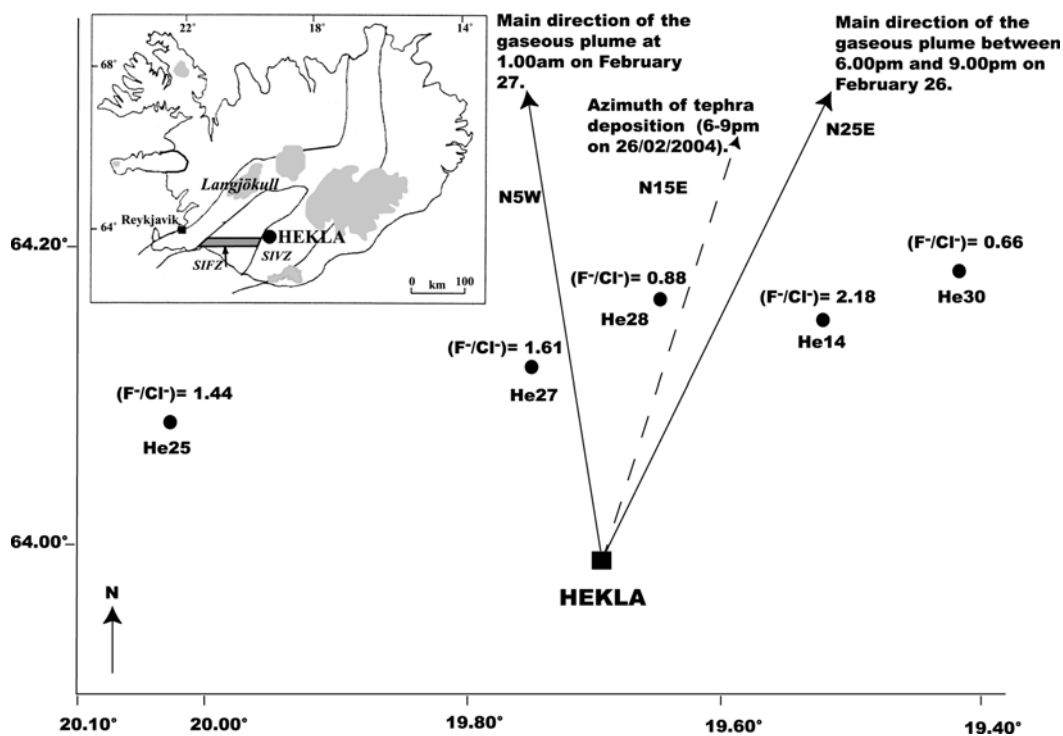 22°
18°
14°
68°
Langjökull
64°
Reykjavik
HEKLA
SIFZ
SIVZ
0 100
km
Main direction of the
gaseous plume at
1.00am on February
27.
Azimuth of tephra
deposition (6-9pm
on 26/02/2004).
Main direction of the
gaseous plume between
6.00pm and 9.00pm on
February 26.
N25E
N15E
N5W
64.20°
(F-/Cl-)= 0.66
He30
(F-/Cl-)= 0.88
He28
(F-/Cl-)= 2.18
He14
(F-/Cl-)= 1.61
He27
(F-/Cl-)= 1.44
He25
64.00°
HEKLA
N
20.10°
20.00°
19.80°
19.60°
19.40°